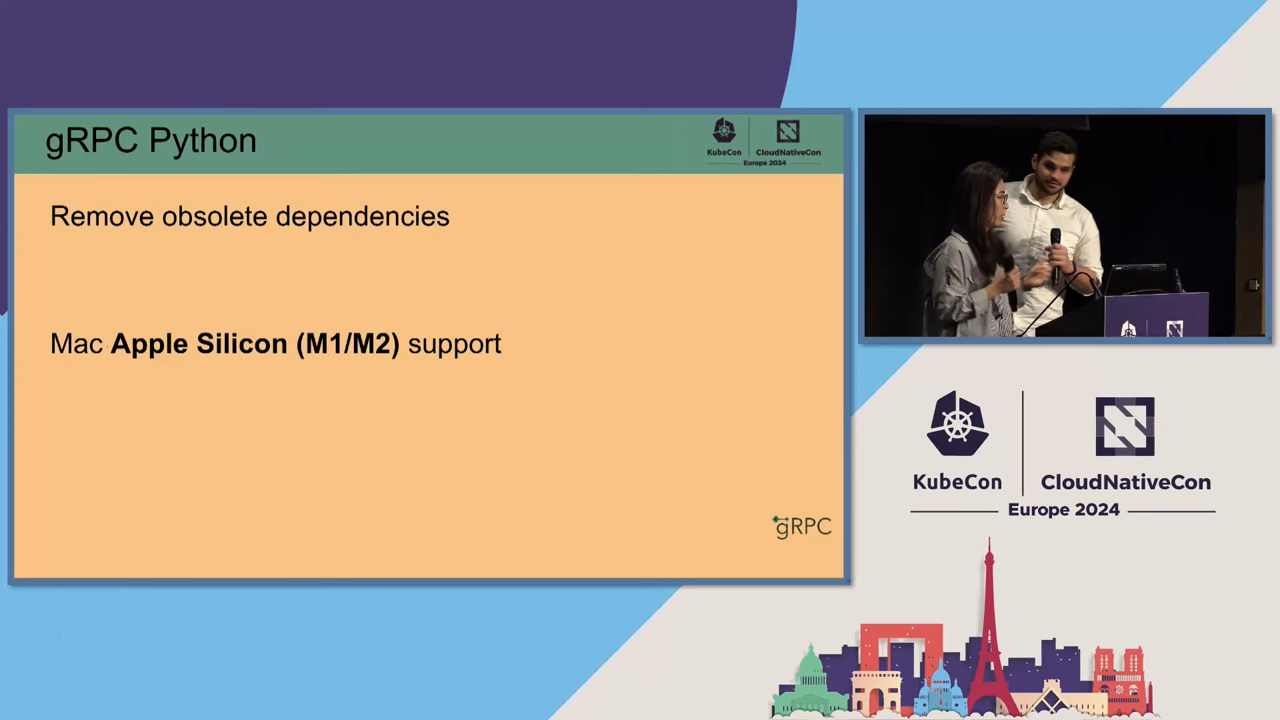 gRPC Python
KubeCon
CloudNativeCon
Europe 2024
Remove obsolete dependencies
Mac Apple Silicon (M1/M2) support
gRPC
KubeCon
CloudNativeCon
Europe 2024